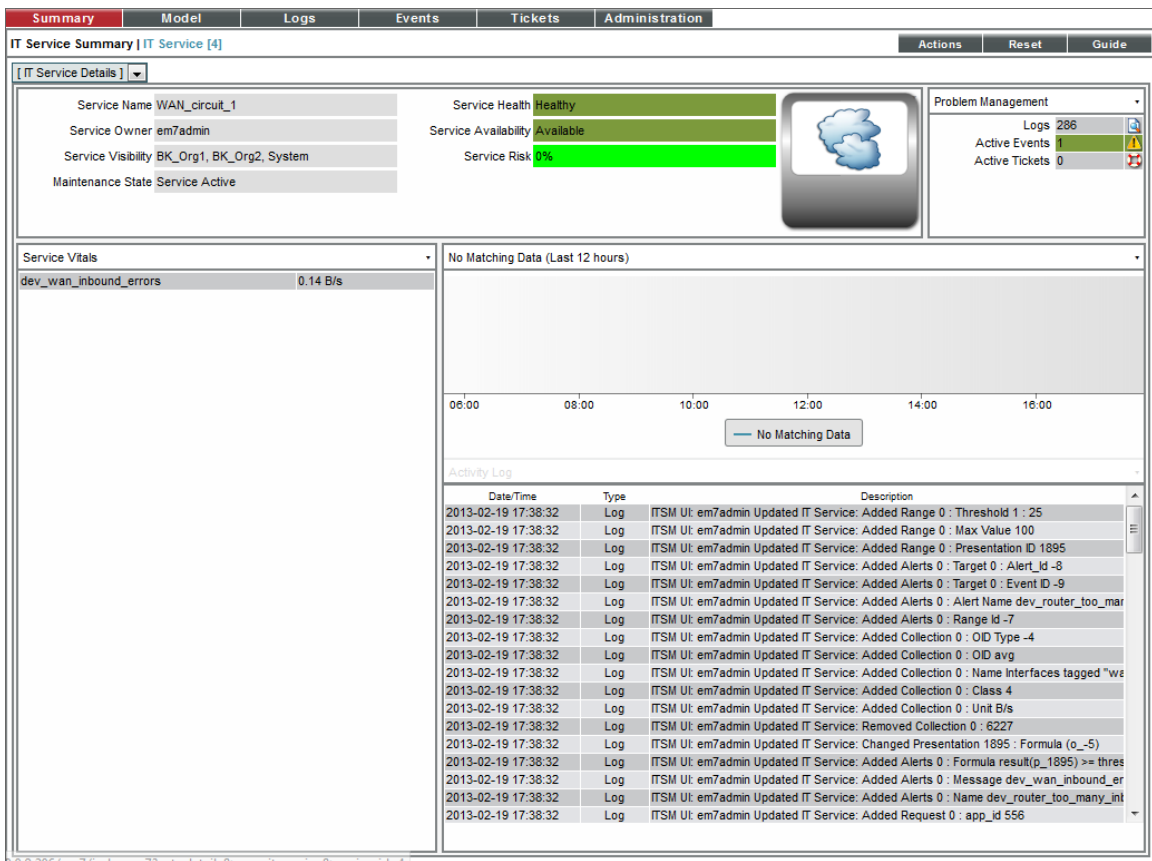 Summary Model Logs Events Tickets Administration
IT Service Summary | IT Service [4] Actions Reset Guide
[ IT Service Details ]
Service Name WAN_circuit_1
Service Owner em7admin
Service Visibility BK_Org1, BK_Org2, System
Maintenance State Service Active
Service Health Healthy
Service Availability Available
Service Risk 0%
Problem Management
Logs 286
Active Events 1
Active Tickets 0
Service Vitals
dev_wan_inbound_errors 0.14 B/s
No Matching Data (Last 12 hours)
06:00 08:00 10:00 12:00 14:00 16:00
No Matching Data
Activity Log
Date/Time Type Description
2013-02-19 17:38:32 Log ITSM UI: em7admin Updated IT Service: Added Range 0 : Threshold 1 : 25
2013-02-19 17:38:32 Log ITSM UI: em7admin Updated IT Service: Added Range 0 : Max Value 100
2013-02-19 17:38:32 Log ITSM UI: em7admin Updated IT Service: Added Range 0 : Presentation ID 1895
2013-02-19 17:38:32 Log ITSM UI: em7admin Updated IT Service: Added Alerts 0 : Target 0 : Alert_Id -8
2013-02-19 17:38:32 Log ITSM UI: em7admin Updated IT Service: Added Alerts 0 : Target 0 : Event ID -9
2013-02-19 17:38:32 Log ITSM UI: em7admin Updated IT Service: Added Alerts 0 : Alert Name dev_router_too_mar
2013-02-19 17:38:32 Log ITSM UI: em7admin Updated IT Service: Added Alerts 0 : Range Id -7
2013-02-19 17:38:32 Log ITSM UI: em7admin Updated IT Service: Added Collection 0 : OID Type -4
2013-02-19 17:38:32 Log ITSM UI: em7admin Updated IT Service: Added Collection 0 : OID avg
2013-02-19 17:38:32 Log ITSM UI: em7admin Updated IT Service: Added Collection 0 : Name Interfaces tagged "wa
2013-02-19 17:38:32 Log ITSM UI: em7admin Updated IT Service: Added Collection 0 : Class 4
2013-02-19 17:38:32 Log ITSM UI: em7admin Updated IT Service: Added Collection 0 : Unit B/s
2013-02-19 17:38:32 Log ITSM UI: em7admin Updated IT Service: Removed Collection 0 : 6227
2013-02-19 17:38:32 Log ITSM UI: em7admin Updated IT Service: Changed Presentation 1895 : Formula (o_-5)
2013-02-19 17:38:32 Log ITSM UI: em7admin Updated IT Service: Added Alerts 0 : Formula result(p_1895) >= thres
2013-02-19 17:38:32 Log ITSM UI: em7admin Updated IT Service: Added Alerts 0 : Message dev_wan_inbound_er
2013-02-19 17:38:32 Log ITSM UI: em7admin Updated IT Service: Added Alerts 0 : Name dev_router_too_many_inb
2013-02-19 17:38:32 Log ITSM UI: em7admin Updated IT Service: Added Request 0 : app_id 556